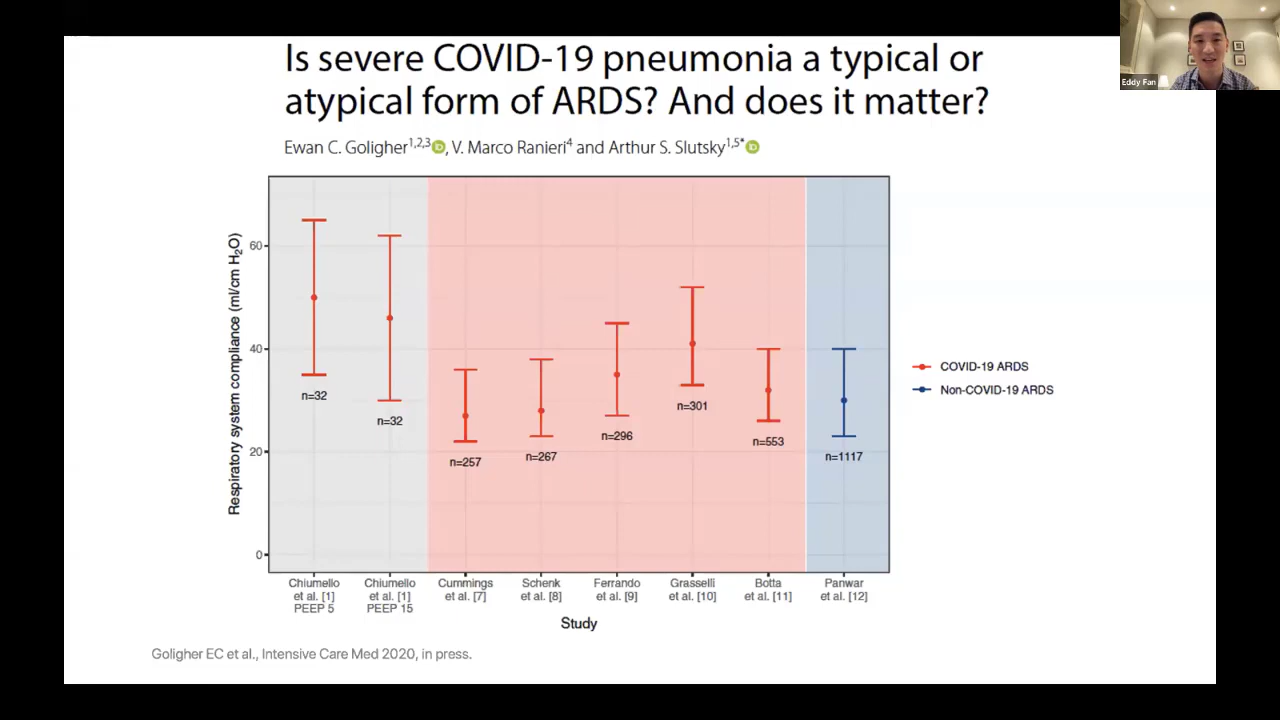 Is severe COVID-19 pneumonia a typical or
atypical form of ARDS? And does it matter?
Ewan C. Goligher1,2,3, V. Marco Ranieri4 and Arthur S. Slutsky1,5*
Eddy Fan
Respiratory system compliance (ml/cm H2O)
60
40
20
0
n=32
n=32
n=257
n=267
n=296
n=301
n=553
n=1117
COVID-19 ARDS
Non-COVID-19 ARDS
Chiumello
et al. [1]
PEEP 5
Chiumello
et al. [1]
PEEP 15
Cummings
et al. [7]
Schenk
et al. [8]
Ferrando
et al. [9]
Grasselli
et al. [10]
Botta
et al. [11]
Panwar
et al. [12]
Study
Goligher EC et al., Intensive Care Med 2020, in press.